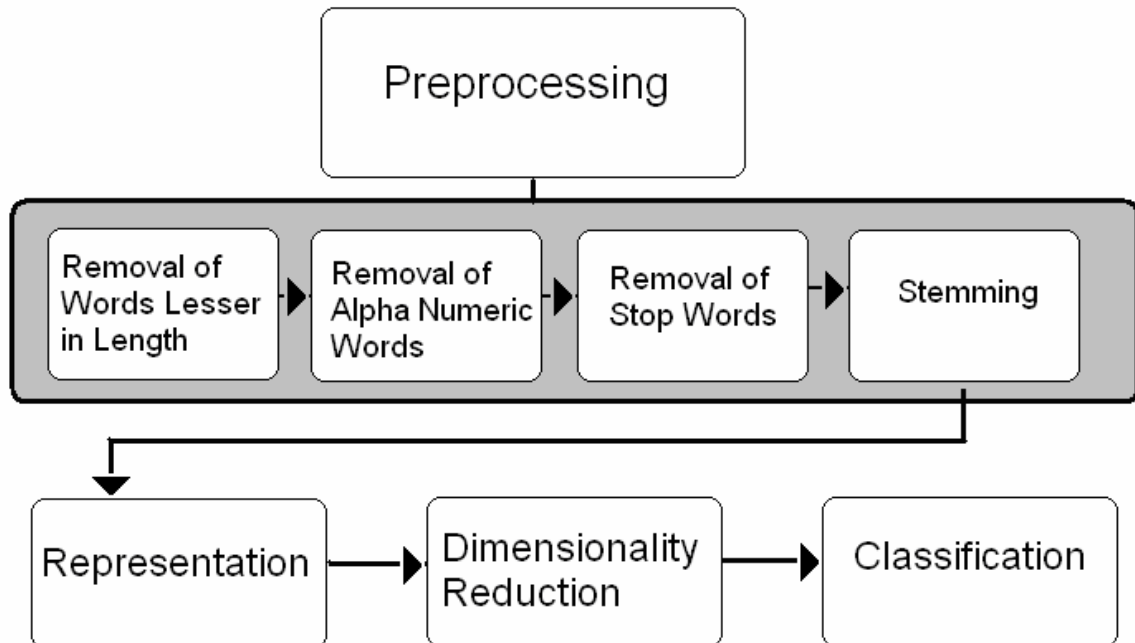 Preprocessing
Removal of
Words Lesser
in Length
Removal of
Alpha Numeric
Words
Removal of
Stop Words
Stemming
Representation
Dimensionality
Reduction
Classification